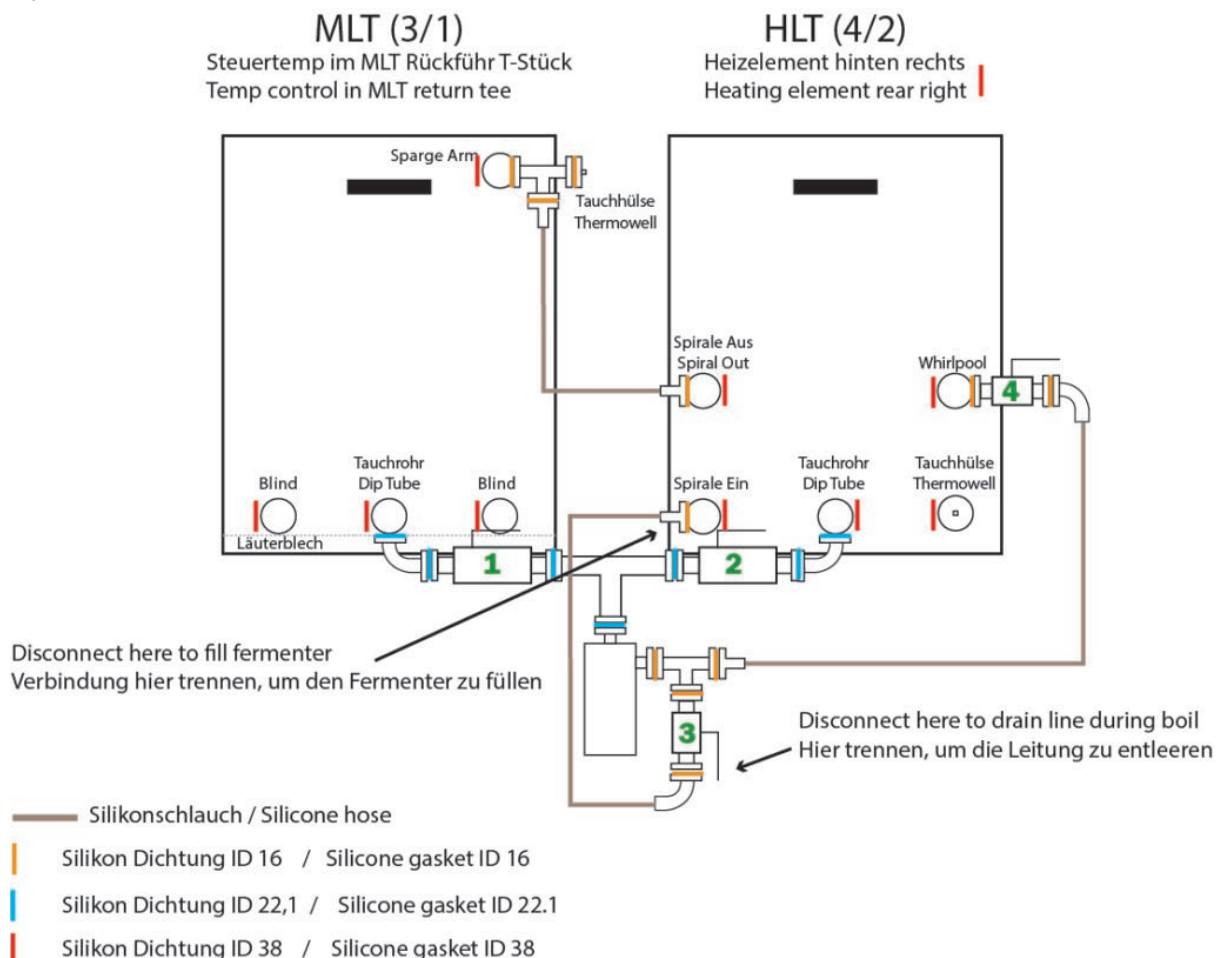 MLT (3/1)
Steuertemp im MLT Rückführ T-Stück
Temp control in MLT return tee
HLT (4/2)
Heizelement hinten rechts
Heating element rear right
Sparge Arm
Tauchhülse
Thermowell
Spirale Aus
Spiral Out
Whirlpool
4
Blind
Tauchrohr
Dip Tube
Blind
Läuterblech
Spirale Ein
Tauchrohr
Dip Tube
Tauchhülse
Thermowell
1
2
Disconnect here to fill fermenter
Verbindung hier trennen, um den Fermenter zu füllen
3
Disconnect here to drain line during boil
Hier trennen, um die Leitung zu entleeren
Silikonschlauch / Silicone hose
Silikon Dichtung ID 16 / Silicone gasket ID 16
Silikon Dichtung ID 22,1 / Silicone gasket ID 22.1
Silikon Dichtung ID 38 / Silicone gasket ID 38